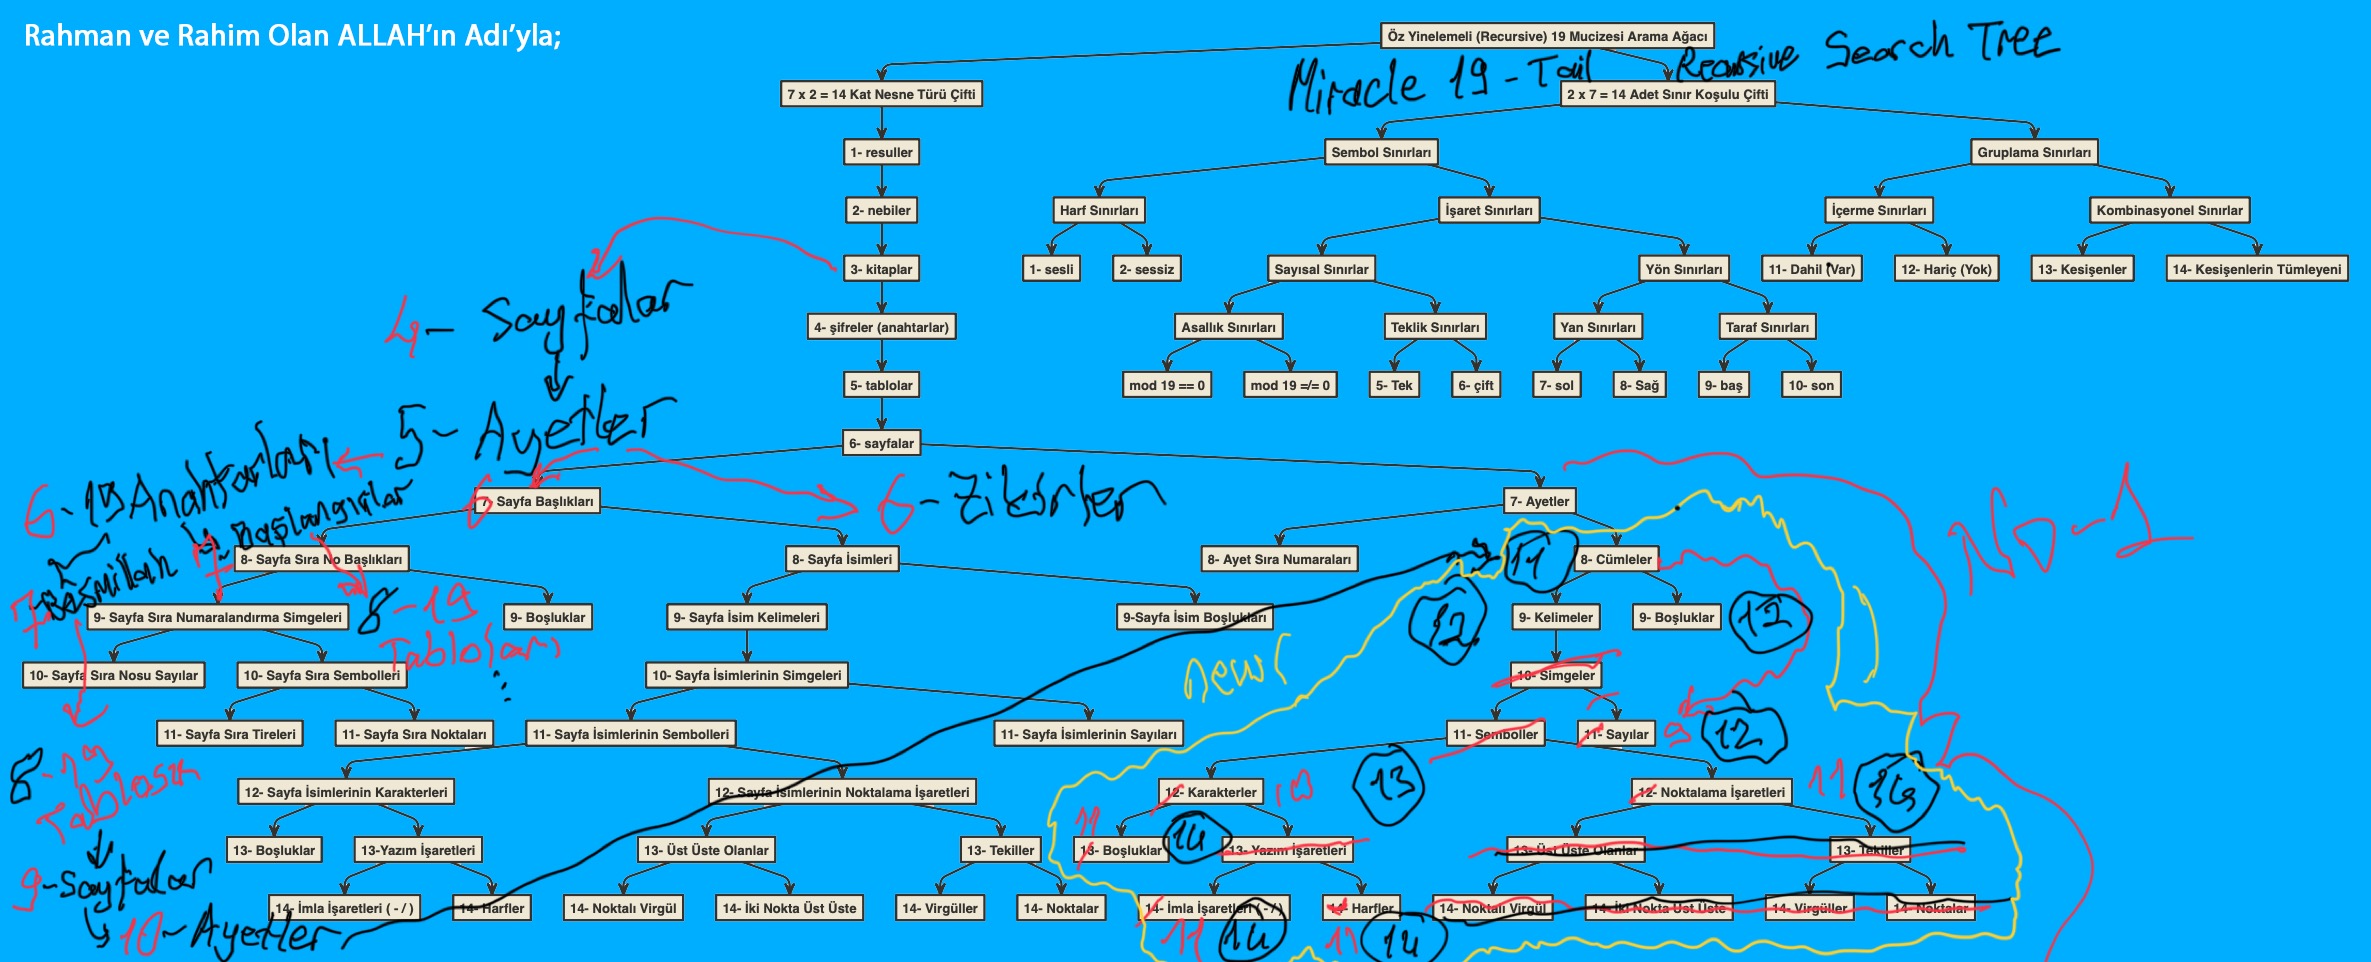 Rahman ve Rahim Olan ALLAH’ın Adı’yla;
Öz Yinelemeli (Recursive) 19 Mucizesi Arama Ağacı
Miracle 19 - Tail Recursive Search Tree
7 x 2 = 14 Kat Nesne Türü Çifti
2 x 7 = 14 Adet Sınır Koşulu Çifti
1- resuller
Sembol Sınırları
Gruplama Sınırları
2- nebiler
Harf Sınırları
İşaret Sınırları
İçerme Sınırları
Kombinasyonel Sınırlar
3- kitaplar
1- sesli
2- sessiz
Sayısal Sınırlar
Yön Sınırları
11- Dahil (Var)
12- Hariç (Yok)
13- Kesişenler
14- Kesişenlerin Tümleyeni
4- Sayfalar
4- şifreler (anahtarlar)
Asallık Sınırları
Teklik Sınırları
Yan Sınırları
Taraf Sınırları
5- tablolar
mod 19 == 0
mod 19 =/= 0
5- Tek
6- çift
7- sol
8- Sağ
9- baş
10- son
5- Ayetler
6- sayfalar
6- 19 Anahtarları
7- Başlangıçlar
7- Sayfa Başlıkları
6
6- Zikirler
7- Ayetler
No-1
7- Besmillah
8- Sayfa Sıra No Başlıkları
8- Sayfa İsimleri
8- Ayet Sıra Numaraları
11
8- Cümleler
9- Sayfa Sıra Numaralandırma Simgeleri
8-19 Tabloları
...
9- Boşluklar
9- Sayfa İsim Kelimeleri
9-Sayfa İsim Boşlukları
12
9- Kelimeler
9- Boşluklar
12
new!
10- Sayfa Sıra Nosu Sayılar
10- Sayfa Sıra Sembolleri
10- Sayfa İsimlerinin Simgeleri
10- Simgeler
11- Sayfa Sıra Tireleri
11- Sayfa Sıra Noktaları
11- Sayfa İsimlerinin Sembolleri
11- Sayfa İsimlerinin Sayıları
11- Semboller
11- Sayılar
9
12
8-19 Tablosu
12- Sayfa İsimlerinin Karakterleri
12- Sayfa İsimlerinin Noktalama İşaretleri
12- Karakterler
10
13
12- Noktalama İşaretleri
11
14
13- Boşluklar
13-Yazım İşaretleri
13- Üst Üste Olanlar
13- Tekiller
11
13- Boşluklar
14
13- Yazım İşaretleri
13- Üst Üste Olanlar
13- Tekiller
9-Sayfalar
14- İmla İşaretleri ( - / )
14- Harfler
14- Noktalı Virgül
14- İki Nokta Üst Üste
14- Virgüller
14- Noktalar
14- İmla İşaretleri ( - / )
14- Harfler
14- Noktalı Virgül
14- İki Nokta Üst Üste
14- Virgüller
14- Noktalar
10- Ayetler
11
14
11
14